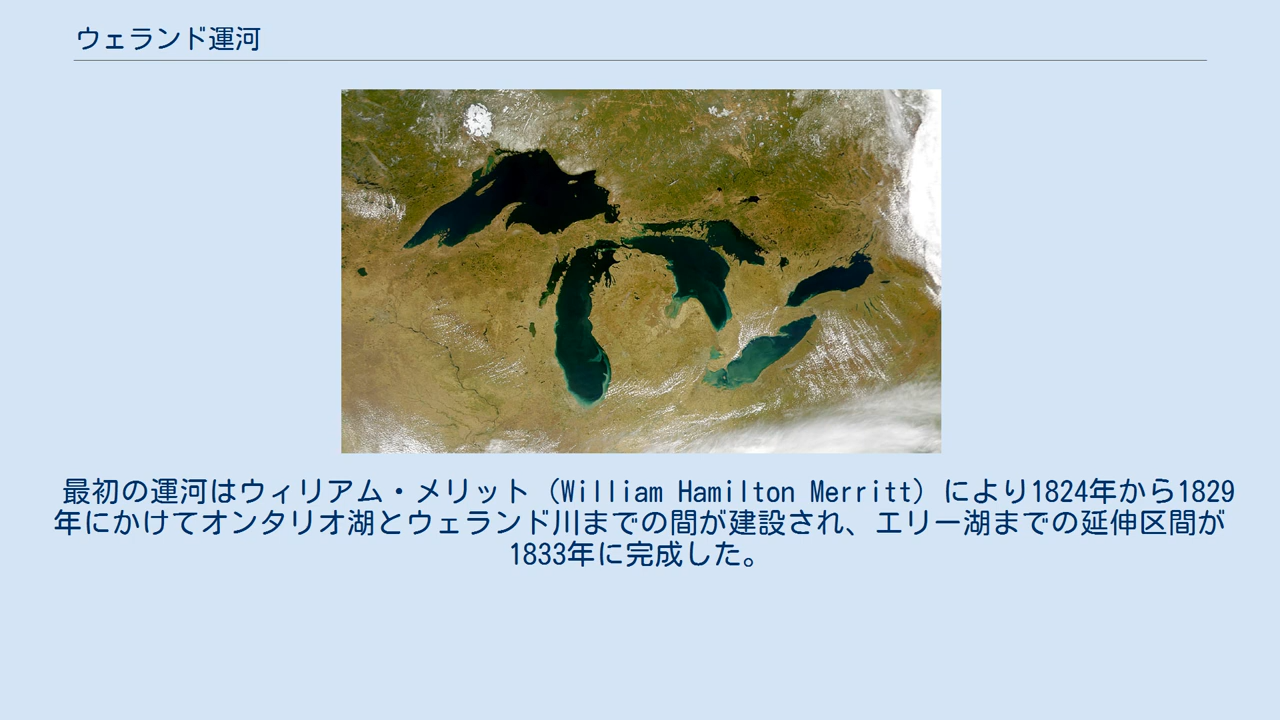 ウェランド運河
最初の運河はウィリアム・メリット（William Hamilton Merritt）により1824年から1829
年にかけてオンタリオ湖とウェランド川までの間が建設され、エリー湖までの延伸区間が
1833年に完成した。